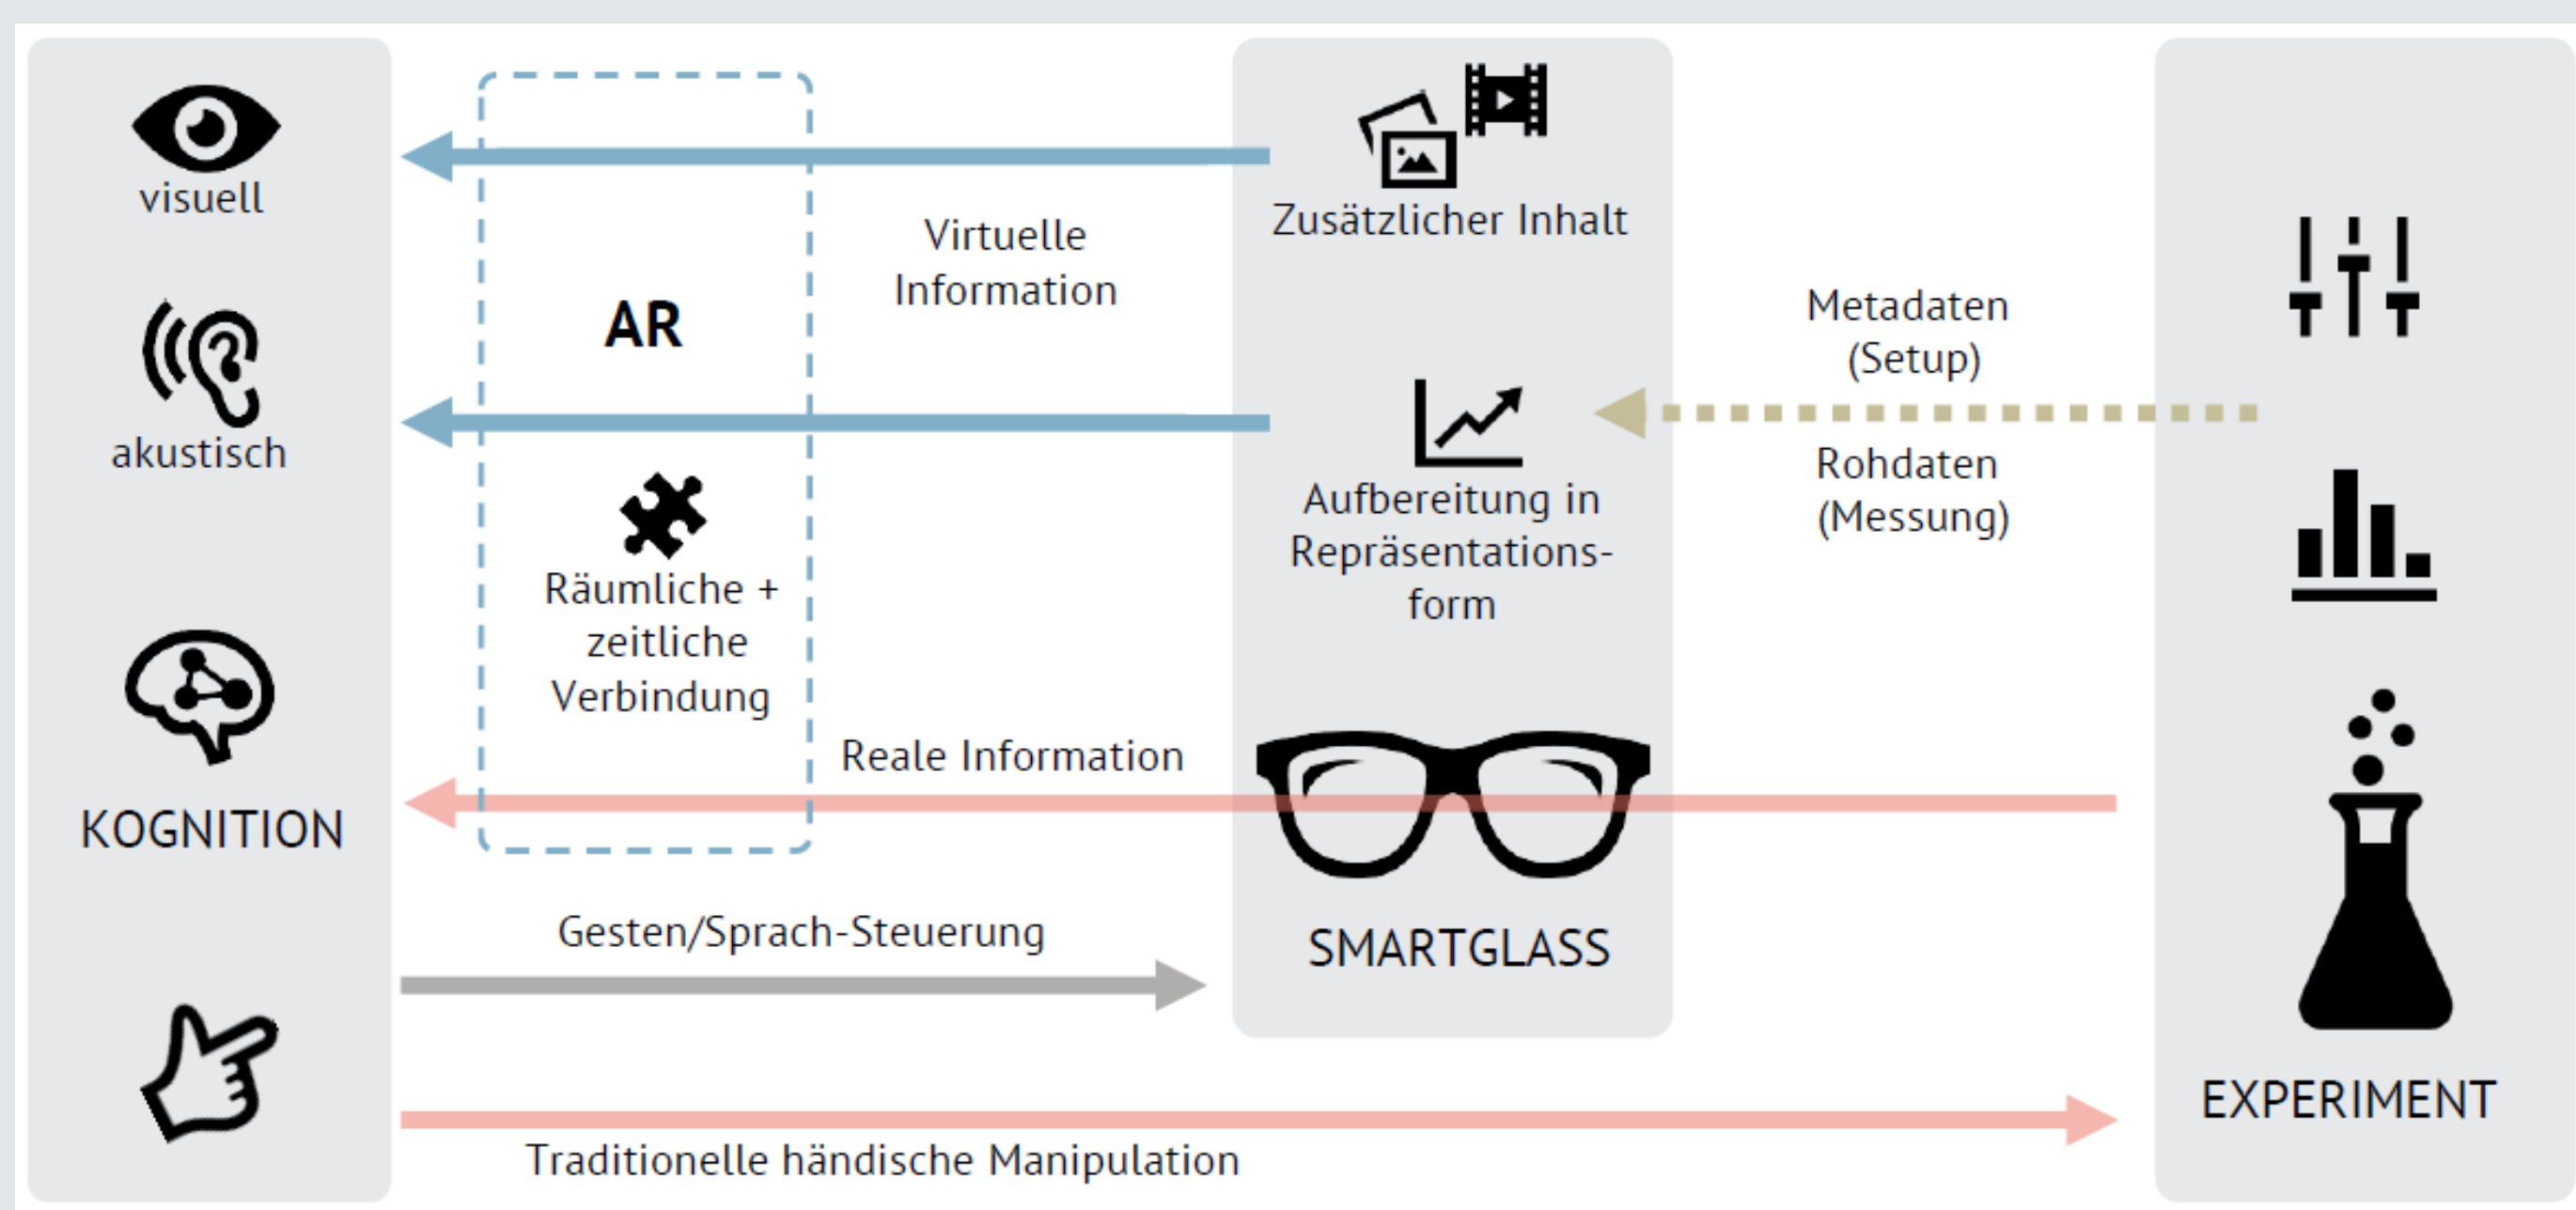 visuell
akustisch
KOGNITION
AR
Räumliche +
zeitliche
Verbindung
Virtuelle
Information
Reale Information
Gesten/Sprach-Steuerung
Traditionelle händische Manipulation
Zusätzlicher Inhalt
Aufbereitung in
Repräsentations-
form
SMARTGLASS
Metadaten
(Setup)
Rohdaten
(Messung)
EXPERIMENT